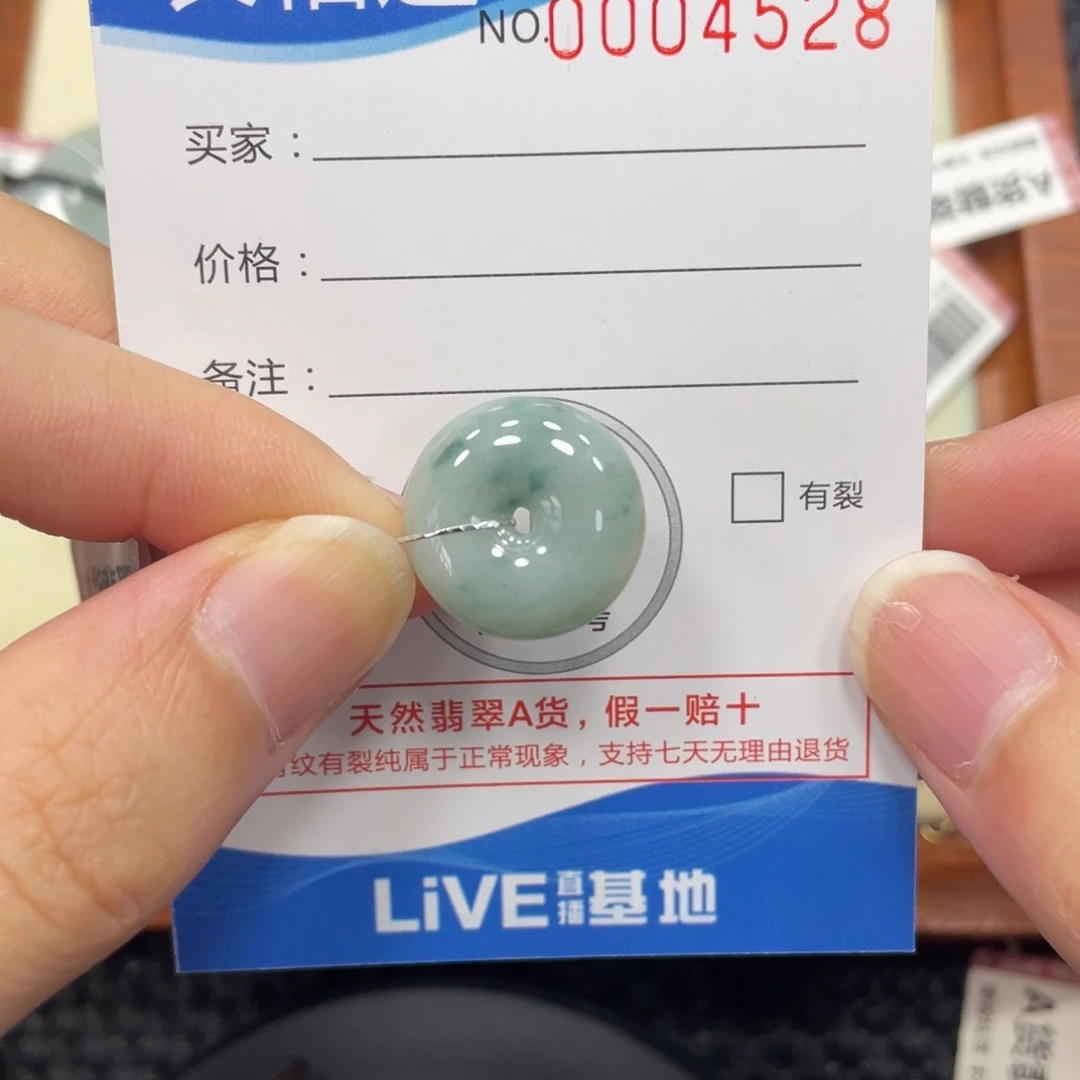 NO.0004528
买家：
价格：
备注：
有裂
号
天然翡翠A货，假一赔十
纹有裂纯属于正常现象，支持七天无理由退货
LiVE直播基地